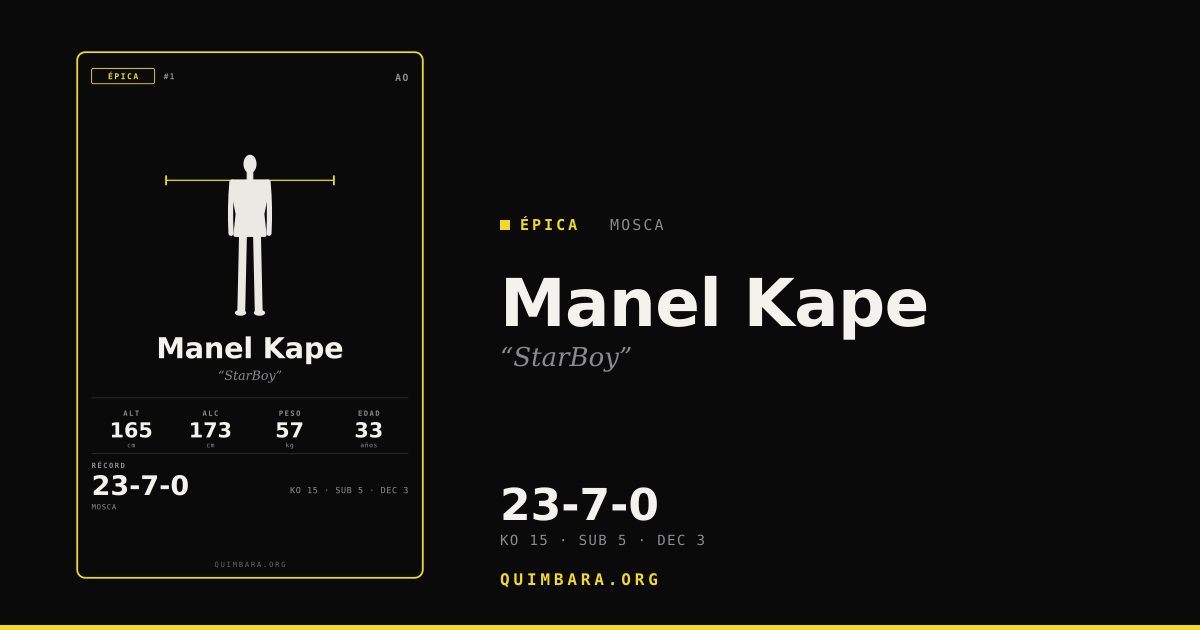 ÉPICA #1 AO
Manel Kape
“StarBoy”
ALT ALC PESO EDAD
165 173 57 33
cm cm kg años
RÉCORD
23-7-0 KO 15 · SUB 5 · DEC 3
MOSCA
QUIMBARA.ORG
ÉPICA MOSCA
Manel Kape
“StarBoy”
23-7-0
KO 15 · SUB 5 · DEC 3
QUIMBARA.ORG